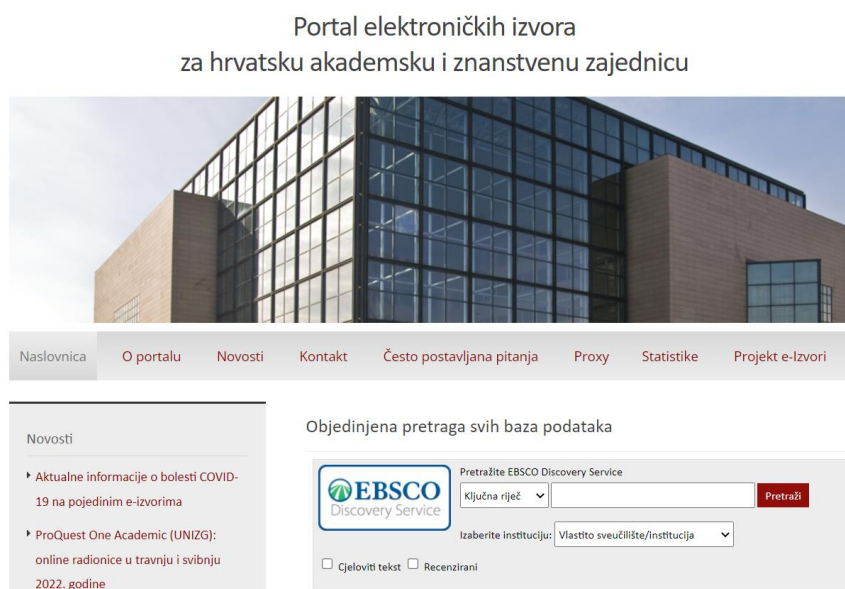 Portal elektroničkih izvora
za hrvatsku akademsku i znanstvenu zajednicu
Naslovnica O portalu Novosti Kontakt Često postavljana pitanja Proxy Statistike Projekt e-Izvori
Novosti
Aktualne informacije o bolesti COVID-
19 na pojedinim e-izvorima
ProQuest One Academic (UNIZG):
online radionice u travnju i svibnju
2022. godine
Objedinjena pretraga svih baza podataka
EBSCO
Discovery Service
Pretražite EBSCO Discovery Service
Ključna riječ Pretraži
Izaberite instituciju: Vlastito sveučilište/institucija
Cjeloviti tekst Recenzirani